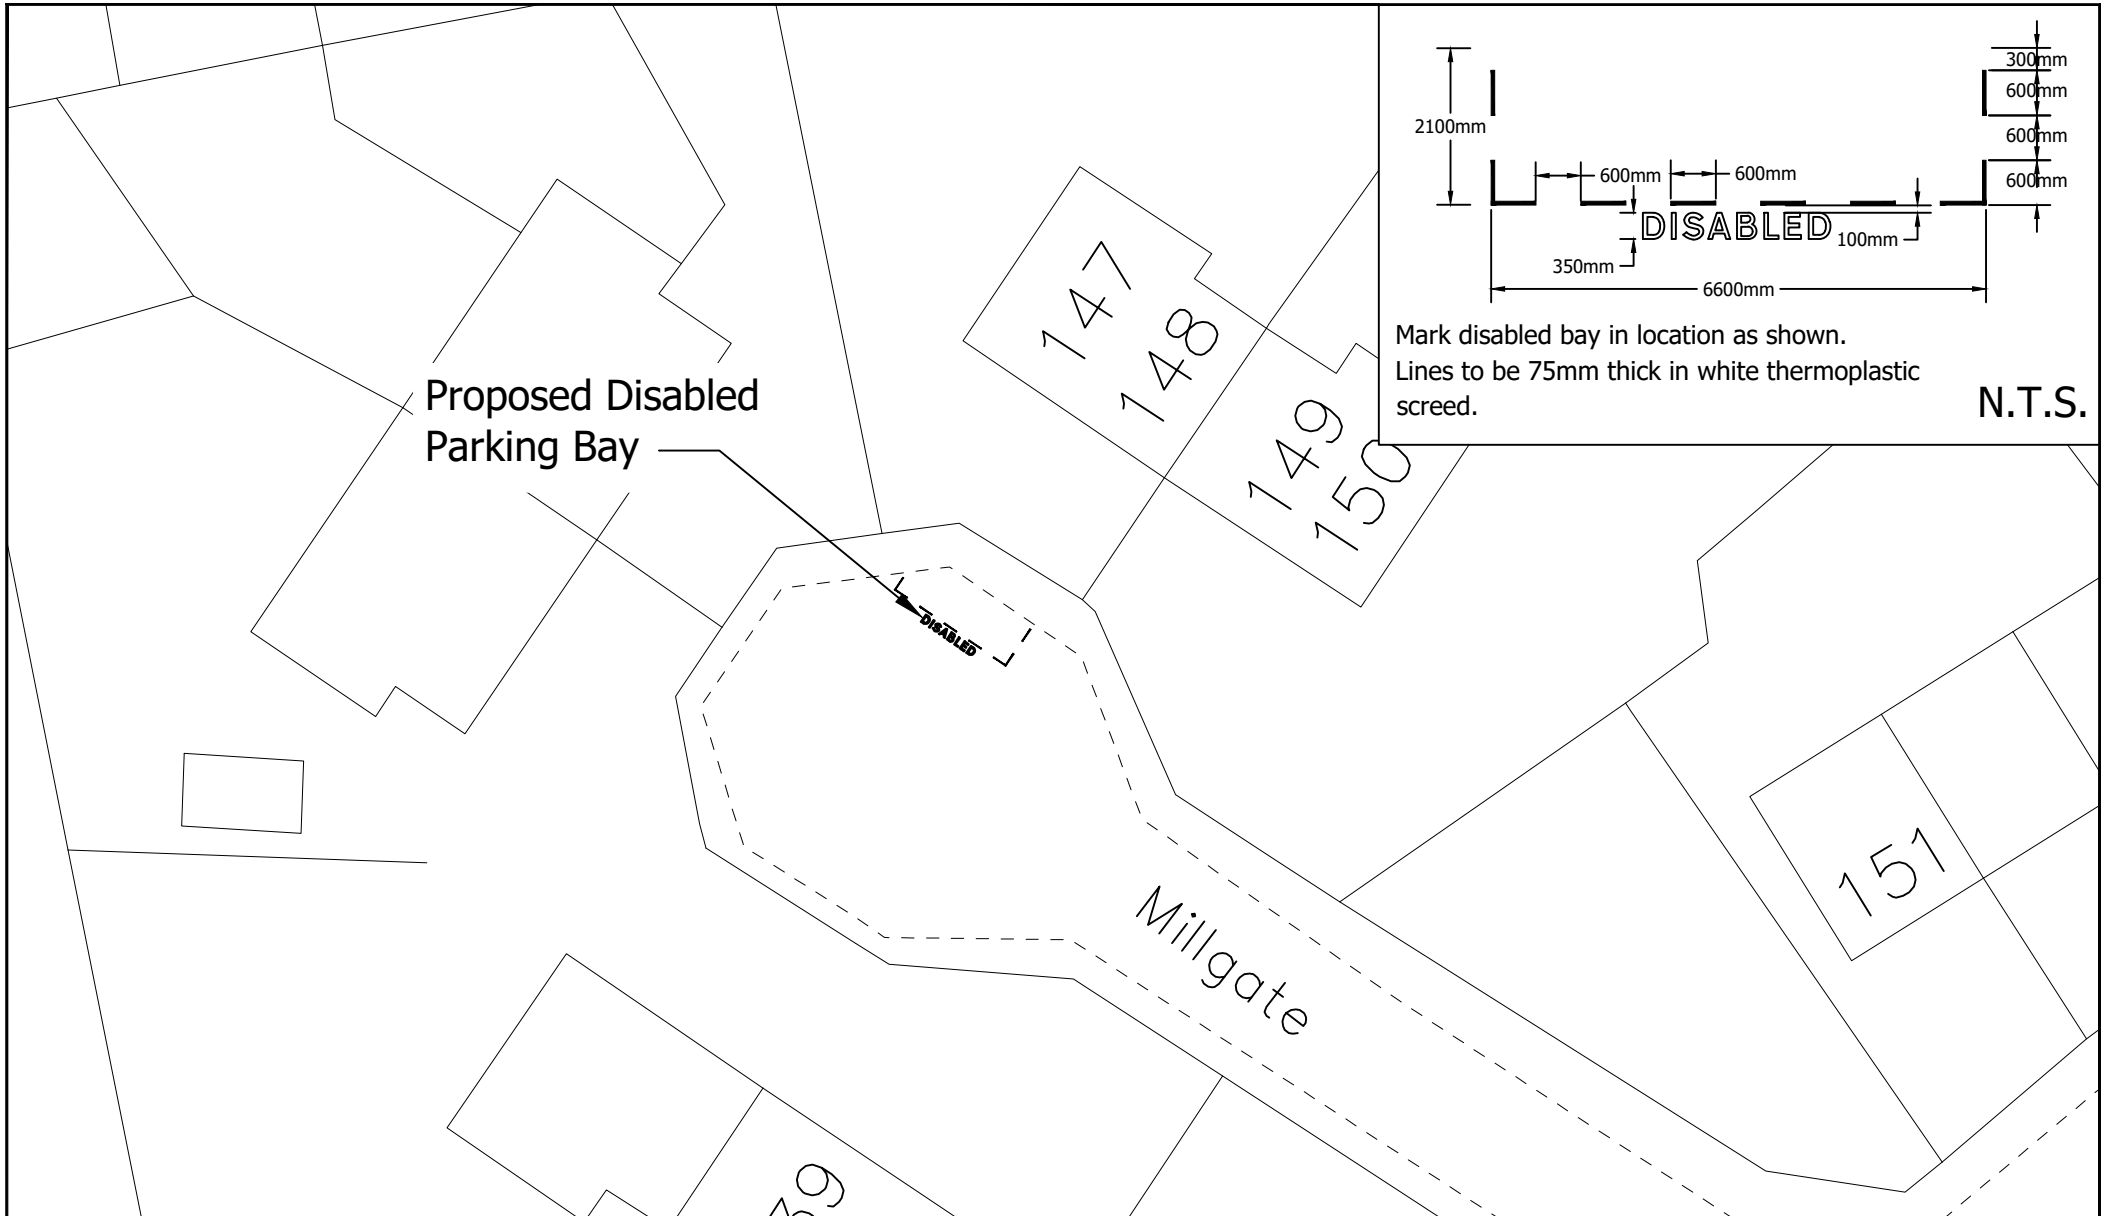 300mm
600mm
2100mm
600mm
600mm
600mm
600mm
DISABLED
100mm
350mm
6600mm
Mark disabled bay in location as shown.
Lines to be 75mm thick in white thermoplastic
screed.
N.T.S.
147
148
149
150
Proposed Disabled
Parking Bay
DISABLED
151
Millgate